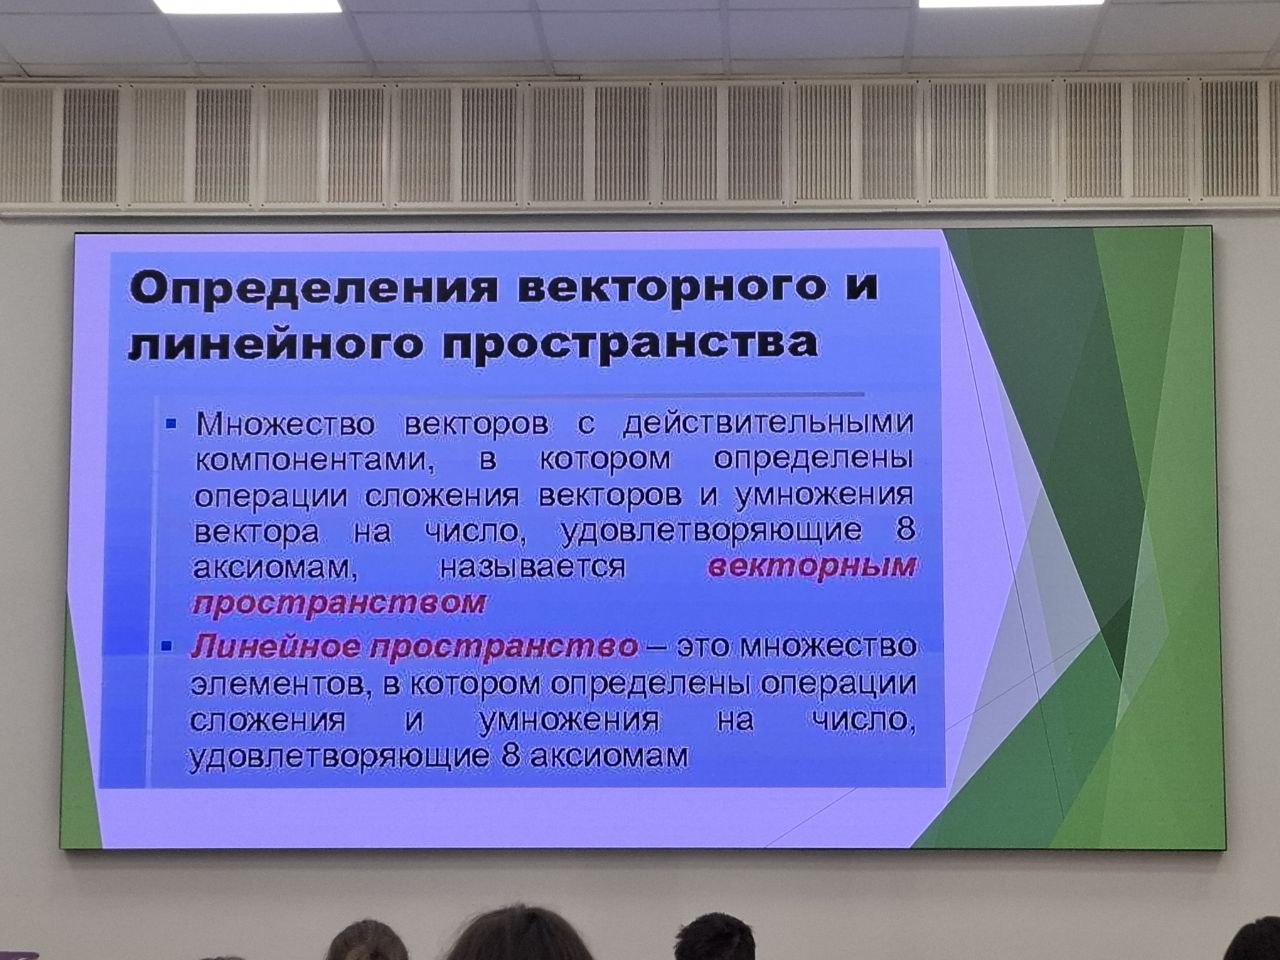 Определения векторного и
линейного пространства
Множество векторов с действительными
компонентами, в котором определены
операции сложения векторов и умножения
вектора на число, удовлетворяющие 8
аксиомам, называется векторным
пространством
Линейное пространство – это множество
элементов, в котором определены операции
сложения и умножения на число,
удовлетворяющие 8 аксиомам